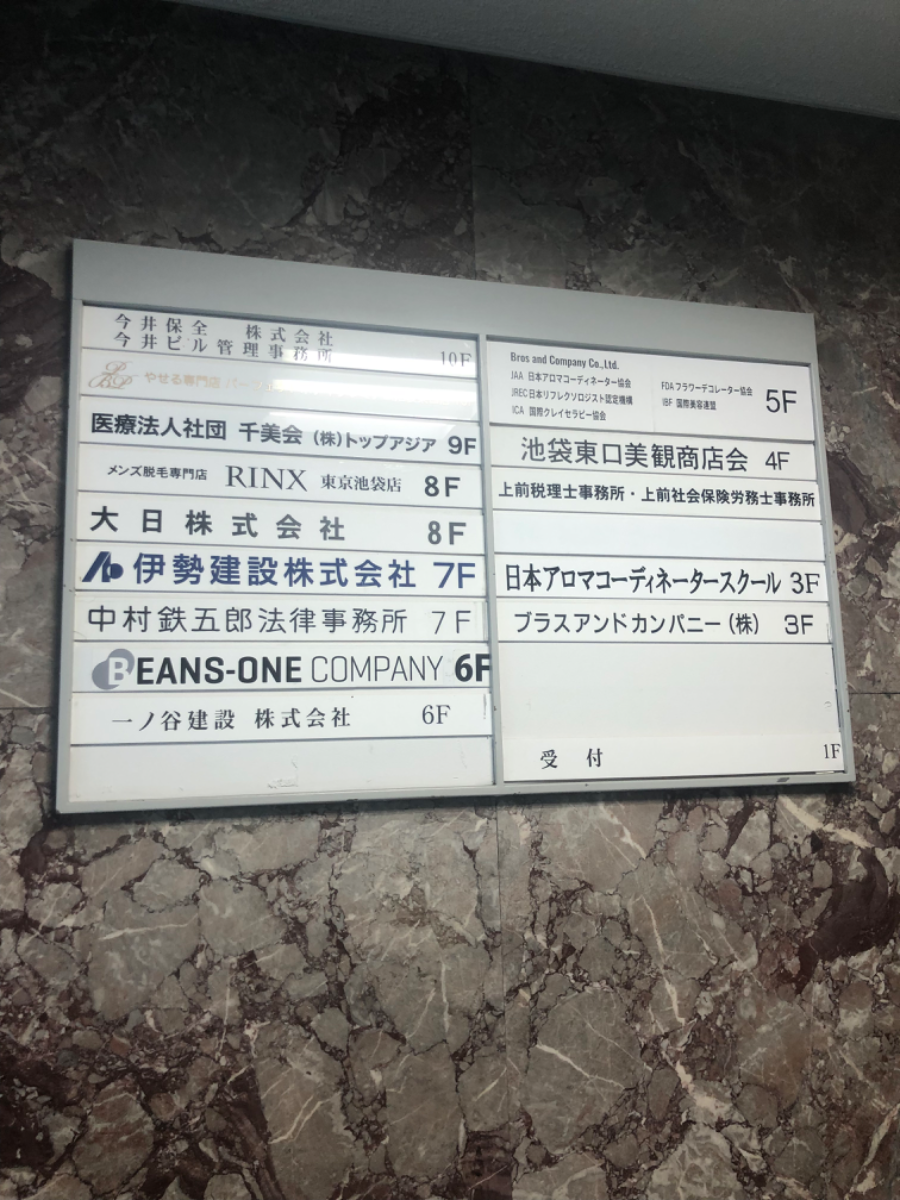 今井保全 株式会社
今井ビル管理事務所 10F
やせる専門店
医療法人社団 千美会 (株)トップアジア 9F
メンズ脱毛専門店 RINX 東京池袋店 8F
大日株式会社 8F
伊勢建設株式会社 7F
中村鉄五郎法律事務所 7F
BEANS-ONE COMPANY 6F
一ノ谷建設 株式会社 6F
Bros and Company Co.,Ltd.
JAA 日本アロマコーディネーター協会
JREC日本リフレクソロジスト認定機構
ICA 国際クレイセラピー協会
FDAフラワーデコレーター協会
IBF 国際美容連盟
5F
池袋東口美観商店会 4F
上前税理士事務所・上前社会保険労務士事務所
日本アロマコーディネータースクール 3F
ブラスアンドカンパニー(株) 3F
受付 1F